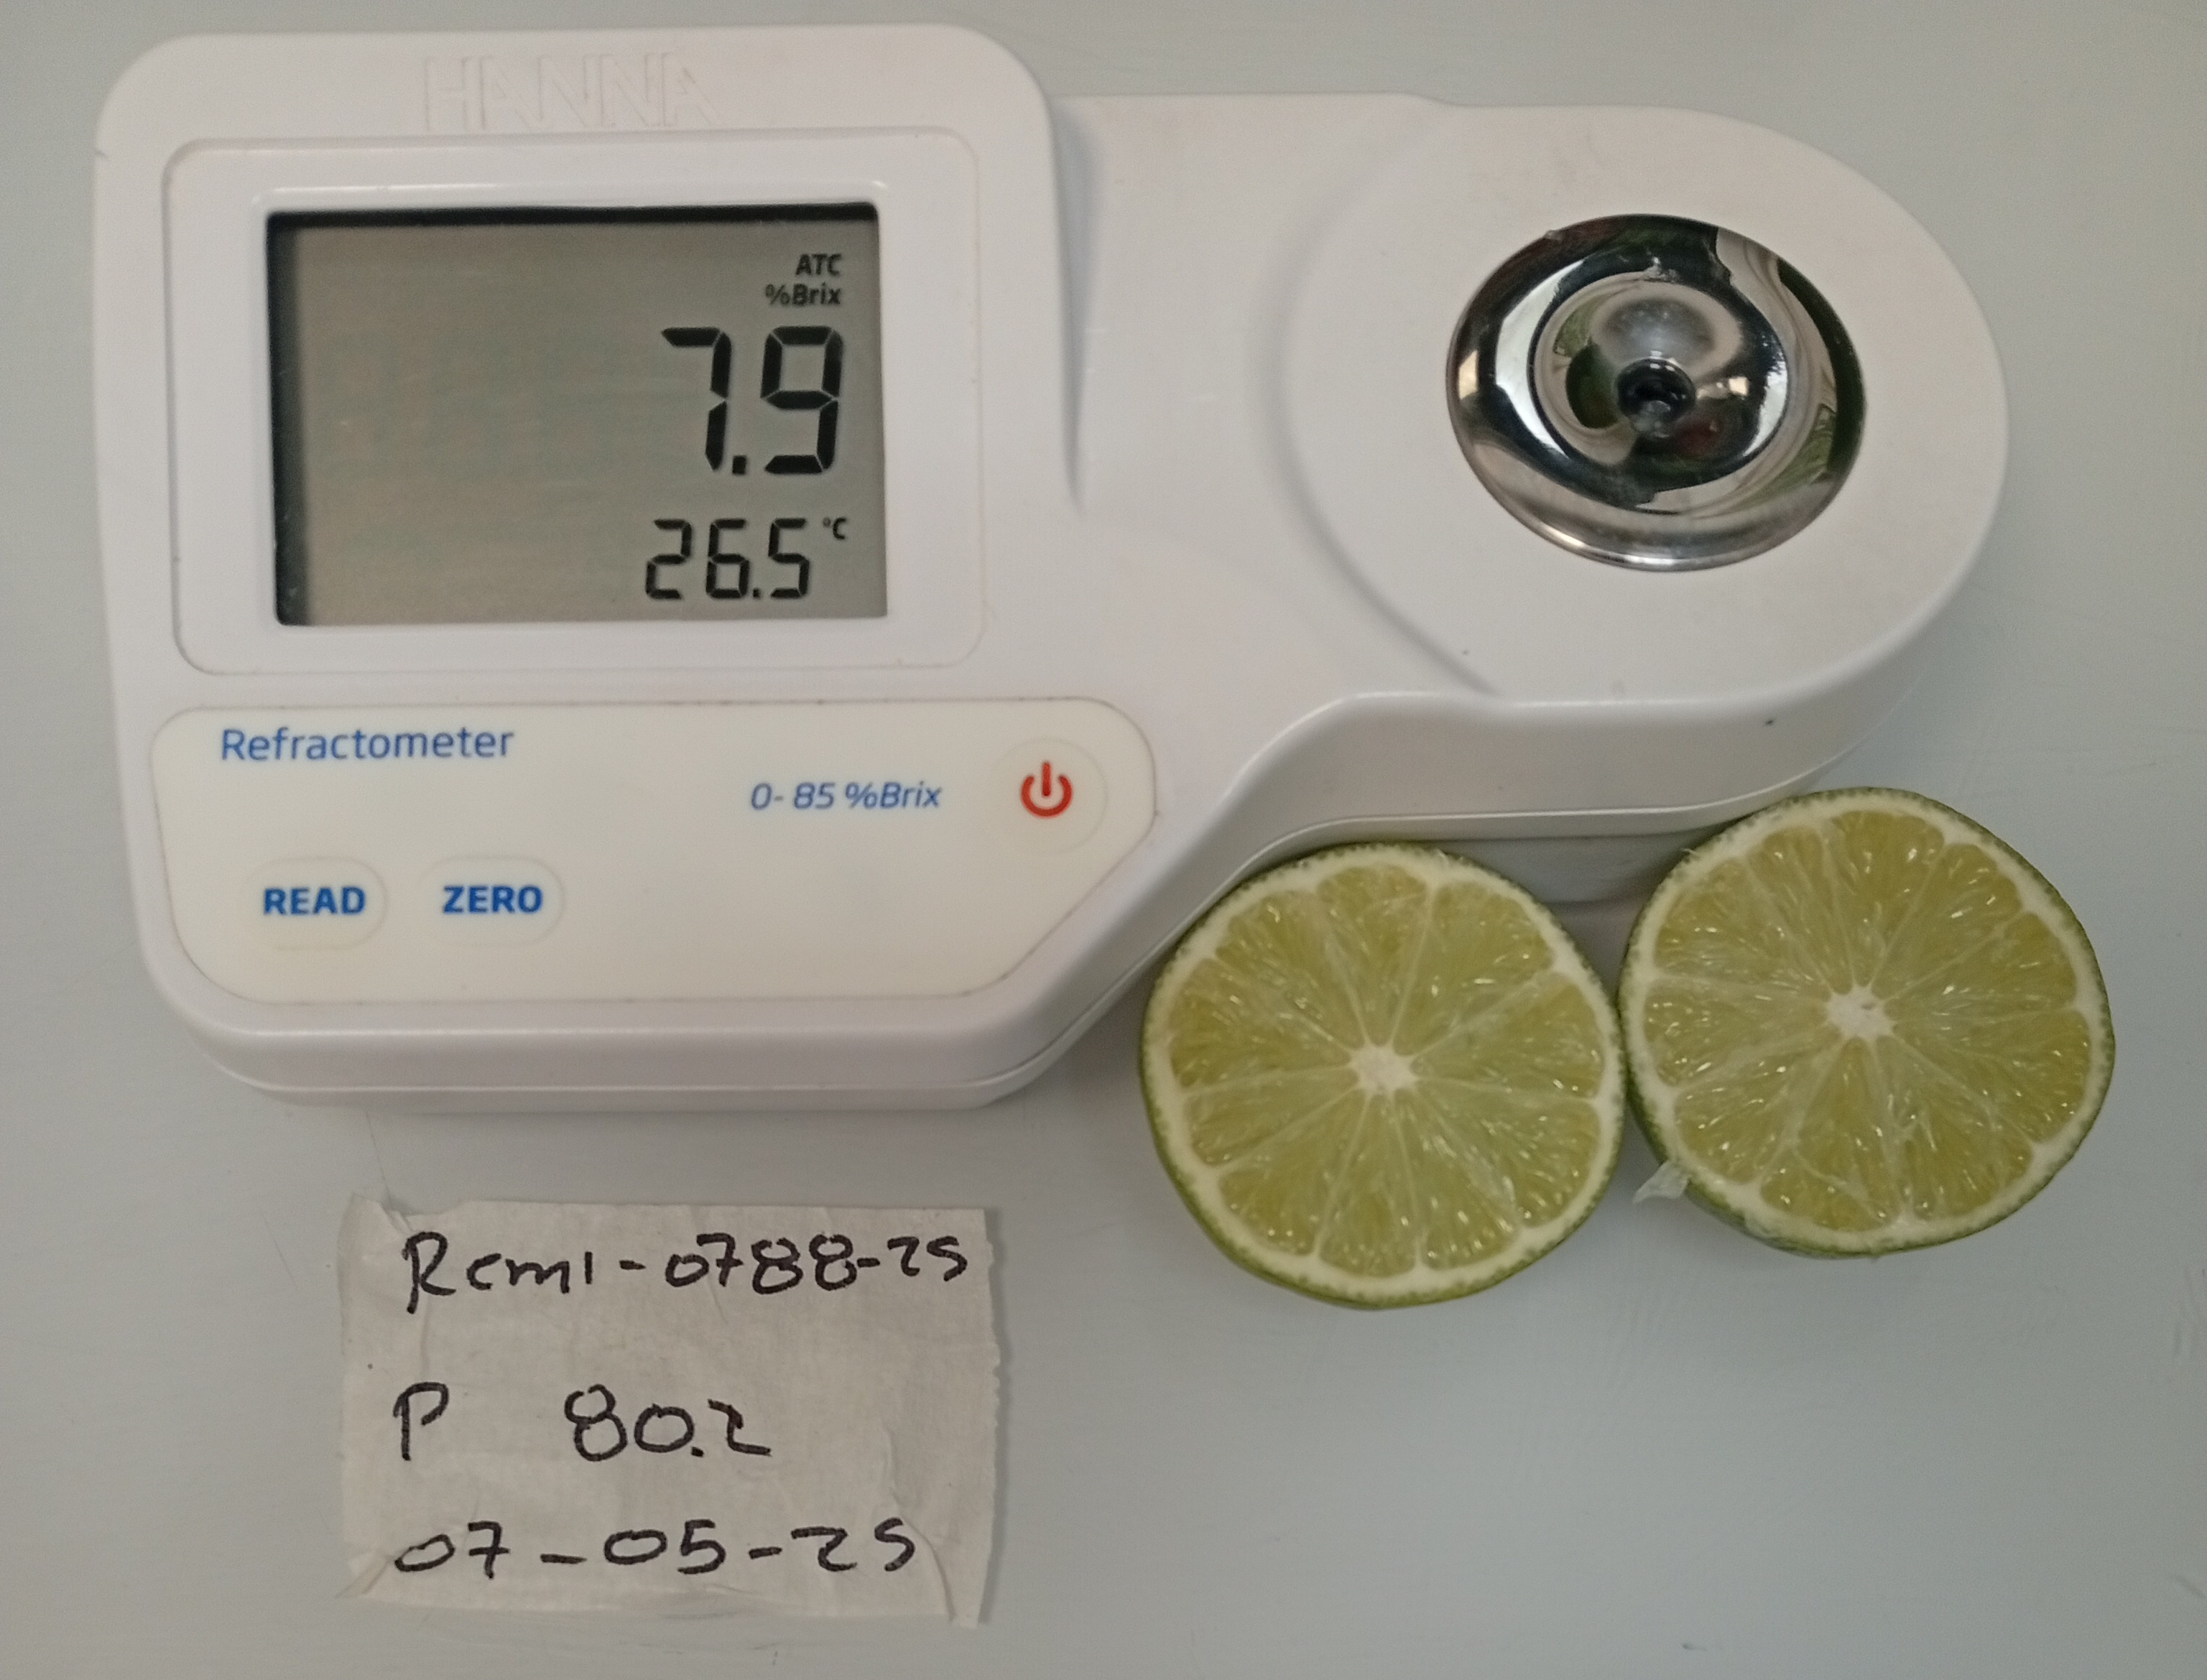 HANNA
ATC
%Brix
7.9
26.5 °C
Refractometer
0-85 %Brix
READ ZERO
Remi-0788-25
P 80.2
07-05-25